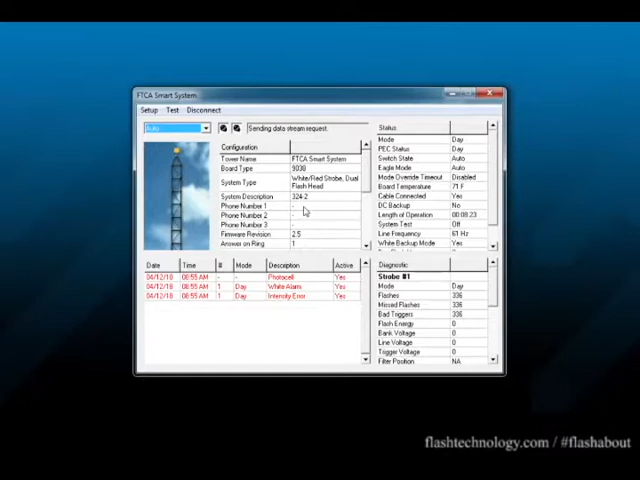 FTCA Smart System
Setup Test Disconnect
Auto
Sending data stream request.
Configuration
Tower Name FTCA Smart System
Board Type 9038
System Type White/Red Strobe, Dual Flash Head
System Description 324-2
Phone Number 1 -
Phone Number 2 -
Phone Number 3 -
Firmware Revision 2.5
Answer on Ring 1
Status
Mode Day
PEC Status Day
Switch State Auto
Eagle Mode Auto
Mode Override Timeout Disabled
Board Temperature 71 F
Cable Connected Yes
DC Backup No
Length of Operation 00:08:23
System Test Off
Line Frequency 61 Hz
White Backup Mode Yes
Date Time # Mode Description Active
04/12/18 08:55 AM - - Photocell Yes
04/12/18 08:55 AM 1 Day White Alarm Yes
04/12/18 08:55 AM 1 Day Intensity Error Yes
Diagnostic
Strobe #1
Mode Day
Flashes 336
Missed Flashes 336
Bad Triggers 336
Flash Energy 0
Bank Voltage 0
Line Voltage 0
Trigger Voltage 0
Filter Position NA
flashtechnology.com / #flashabout